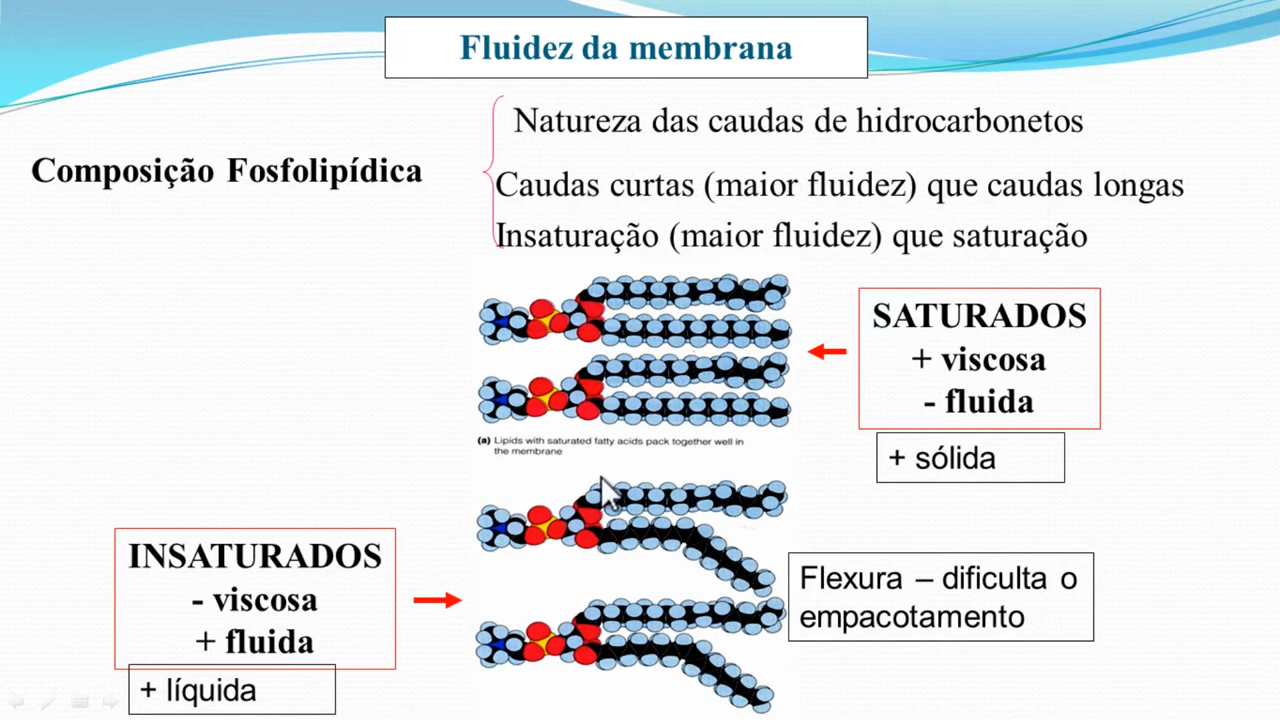 Fluidez da membrana
Natureza das caudas de hidrocarbonetos
Composição Fosfolipídica
Caudas curtas (maior fluidez) que caudas longas
Insaturação (maior fluidez) que saturação
SATURADOS
+ viscosa
- fluida
+ sólida
(a) Lipids with saturated fatty acids pack together well in
the membrane
INSATURADOS
- viscosa
+ fluida
+ líquida
Flexura – dificulta o
empacotamento